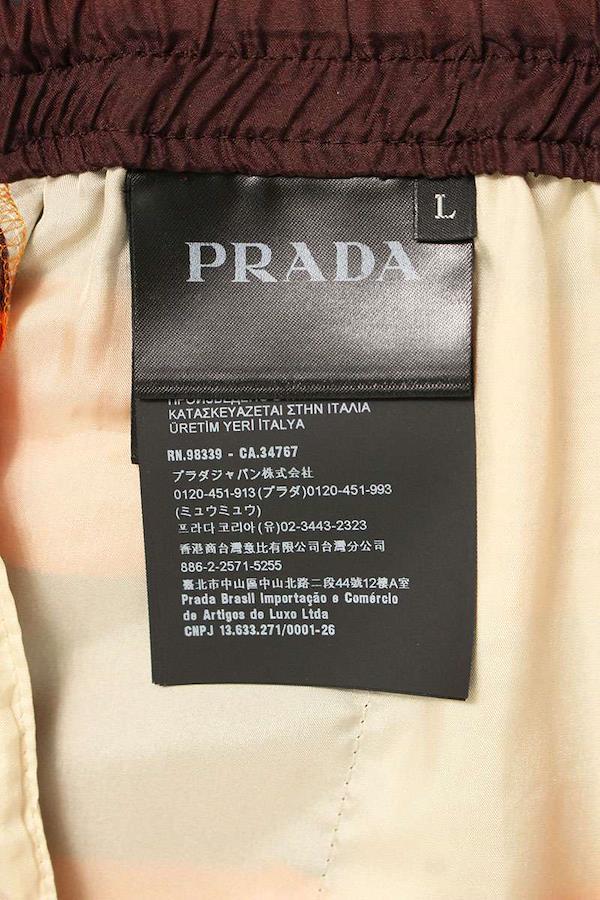 L
PRADA
ΚΑΤΑΣΚΕΥΑΖΕΤΑΙ ΣΤΗΝ ΙΤΑΛΙΑ
ÜRETİM YERİ İTALYA
RN.98339 - CA.34767
プラダジャパン株式会社
0120-451-913(プラダ)0120-451-993
(ミュウミュウ)
프라다코리아(유)02-3443-2323
香港商台灣意比有限公司台灣分公司
886-2-2571-5255
臺北市中山區中山北路二段44號12樓A室
Prada Brasil Importação e Comércio
de Artigos de Luxo Ltda
CNPJ 13.633.271/0001-26